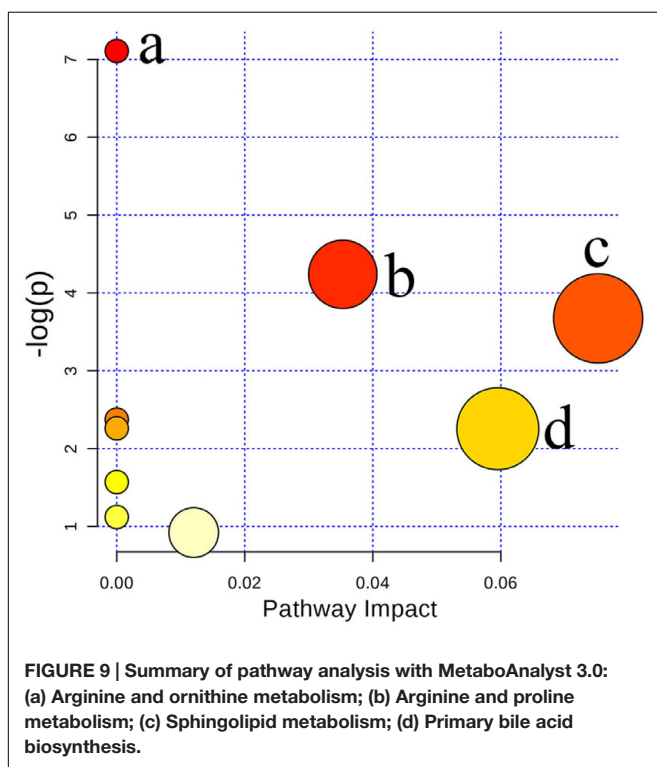 a
7
6
5
c
b
4
-log(p)
3
d
2
1
0.00 0.02 0.04 0.06
Pathway Impact
FIGURE 9 | Summary of pathway analysis with MetaboAnalyst 3.0:
(a) Arginine and ornithine metabolism; (b) Arginine and proline
metabolism; (c) Sphingolipid metabolism; (d) Primary bile acid
biosynthesis.